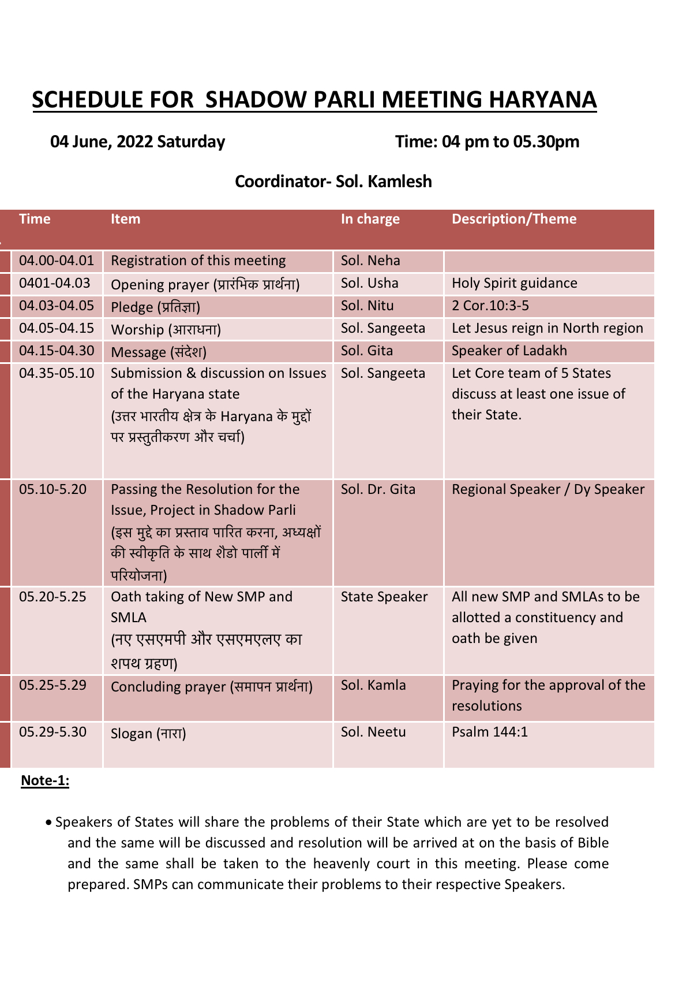 SCHEDULE FOR SHADOW PARLI MEETING HARYANA
04 June, 2022 Saturday Time: 04 pm to 05.30pm
Coordinator- Sol. Kamlesh
Time Item In charge Description/Theme
04.00-04.01 Registration of this meeting Sol. Neha
0401-04.03 Opening prayer (प्रारंभिक प्रार्थना) Sol. Usha Holy Spirit guidance
04.03-04.05 Pledge (प्रतिज्ञा) Sol. Nitu 2 Cor.10:3-5
04.05-04.15 Worship (आराधना) Sol. Sangeeta Let Jesus reign in North region
04.15-04.30 Message (संदेश) Sol. Gita Speaker of Ladakh
04.35-05.10 Submission & discussion on Issues Sol. Sangeeta Let Core team of 5 States
of the Haryana state discuss at least one issue of
(उत्तर भारतीय क्षेत्र के Haryana के मुद्दों their State.
पर प्रस्तुतीकरण और चर्चा)
05.10-5.20 Passing the Resolution for the Sol. Dr. Gita Regional Speaker / Dy Speaker
Issue, Project in Shadow Parli
(इस मुद्दे का प्रस्ताव पारित करना, अध्यक्षों
की स्वीकृति के साथ शैडो पार्ली में
परियोजना)
05.20-5.25 Oath taking of New SMP and State Speaker All new SMP and SMLAs to be
SMLA allotted a constituency and
(नए एसएमपी और एसएमएलए का oath be given
शपथ ग्रहण)
05.25-5.29 Concluding prayer (समापन प्रार्थना) Sol. Kamla Praying for the approval of the
resolutions
05.29-5.30 Slogan (नारा) Sol. Neetu Psalm 144:1
Note-1:
• Speakers of States will share the problems of their State which are yet to be resolved
and the same will be discussed and resolution will be arrived at on the basis of Bible
and the same shall be taken to the heavenly court in this meeting. Please come
prepared. SMPs can communicate their problems to their respective Speakers.